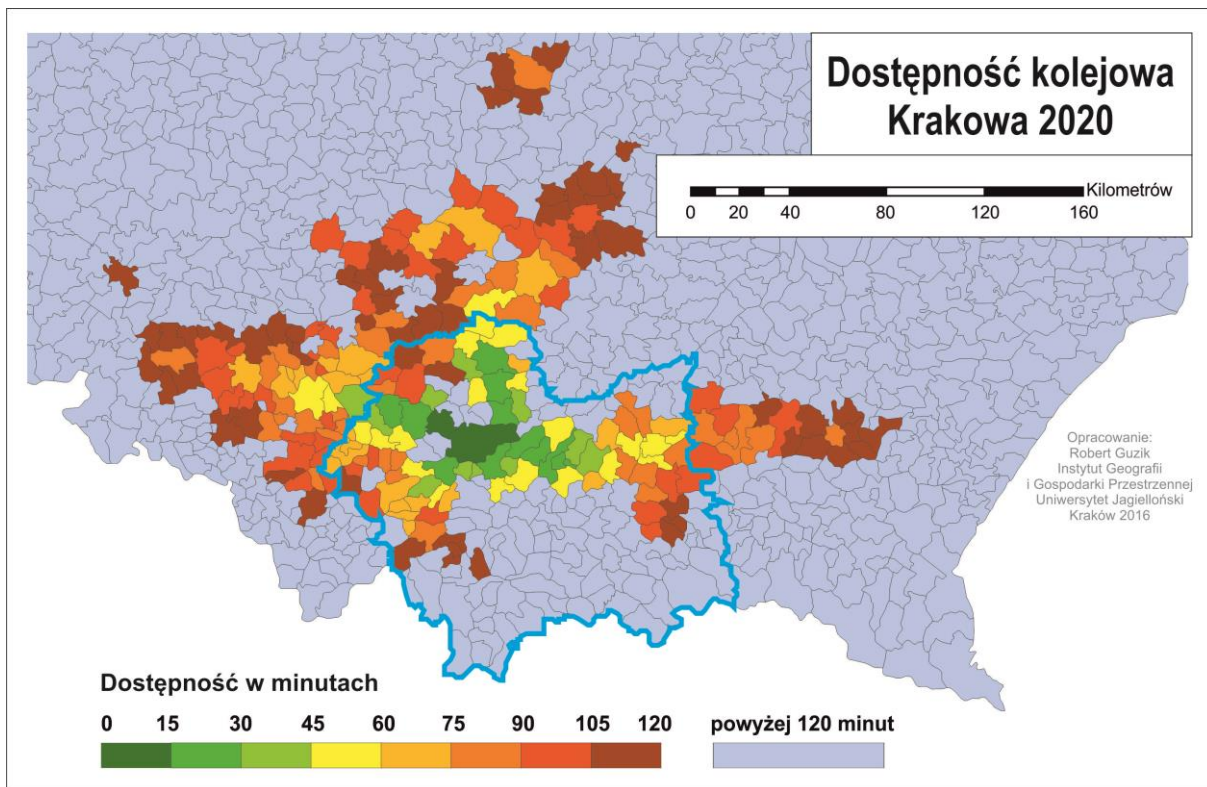 Dostępność kolejowa
Krakowa 2020
Kilometrów
0 20 40 80 120 160
Opracowanie:
Robert Guzik
Instytut Geografii
i Gospodarki Przestrzennej
Uniwersytet Jagielloński
Kraków 2016
Dostępność w minutach
0 15 30 45 60 75 90 105 120 powyżej 120 minut